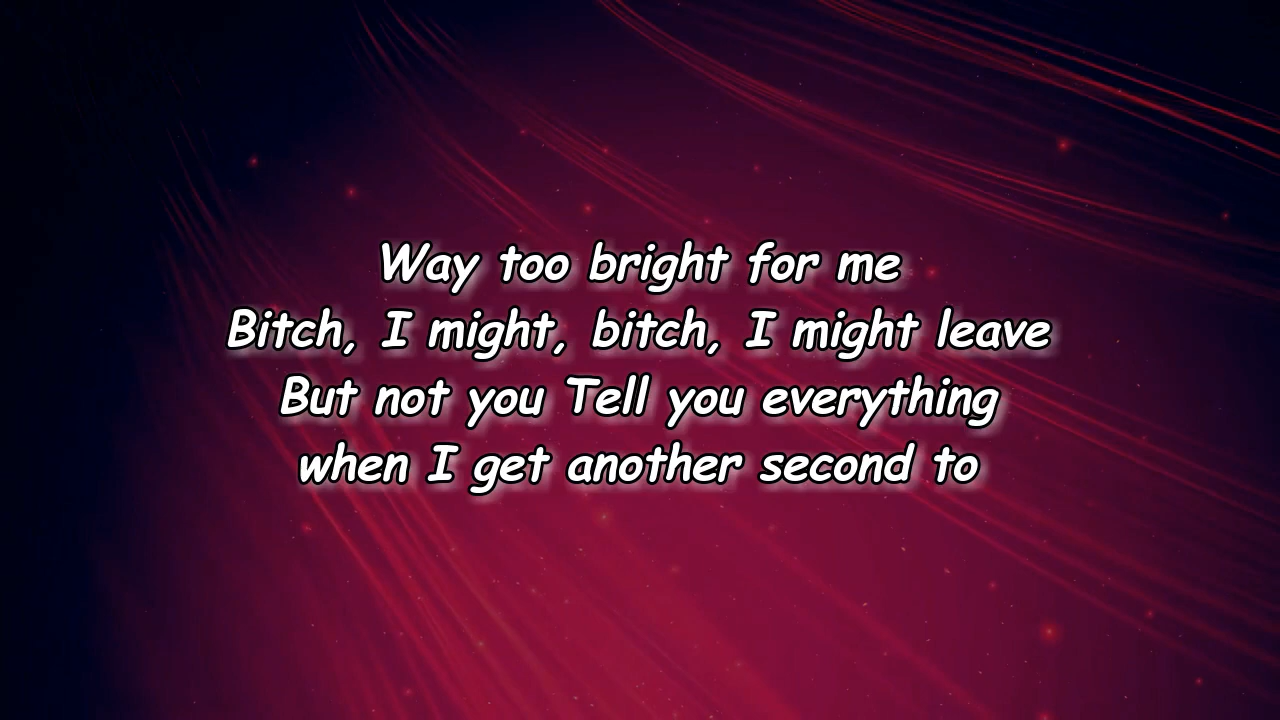 Way too bright for me
Bitch, I might, bitch, I might leave
But not you Tell you everything
when I get another second to